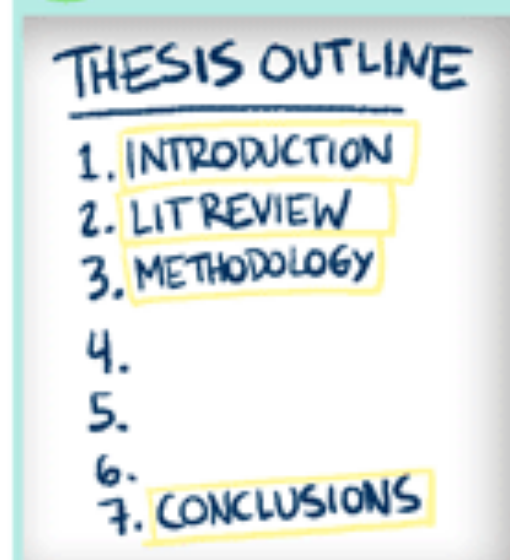 THESIS OUTLINE
1. INTRODUCTION
2. LIT REVIEW
3. METHODOLOGY
4.
5.
6.
7. CONCLUSIONS